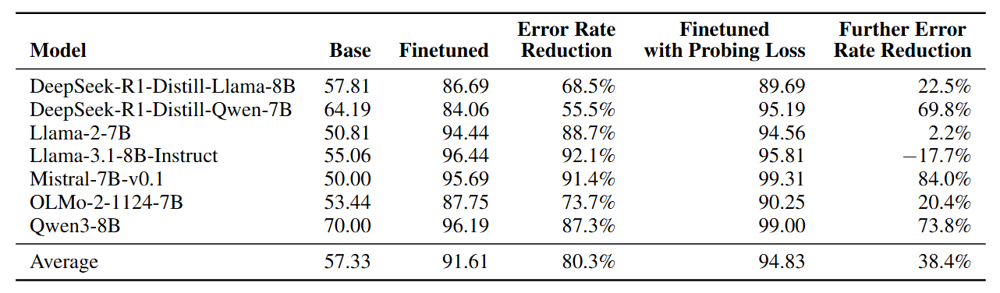 Model Base Finetuned Error Rate Reduction Finetuned with Probing Loss Further Error Rate Reduction
DeepSeek-R1-Distill-Llama-8B 57.81 86.69 68.5% 89.69 22.5%
DeepSeek-R1-Distill-Qwen-7B 64.19 84.06 55.5% 95.19 69.8%
Llama-2-7B 50.81 94.44 88.7% 94.56 2.2%
Llama-3.1-8B-Instruct 55.06 96.44 92.1% 95.81 −17.7%
Mistral-7B-v0.1 50.00 95.69 91.4% 99.31 84.0%
OLMo-2-1124-7B 53.44 87.75 73.7% 90.25 20.4%
Qwen3-8B 70.00 96.19 87.3% 99.00 73.8%
Average 57.33 91.61 80.3% 94.83 38.4%